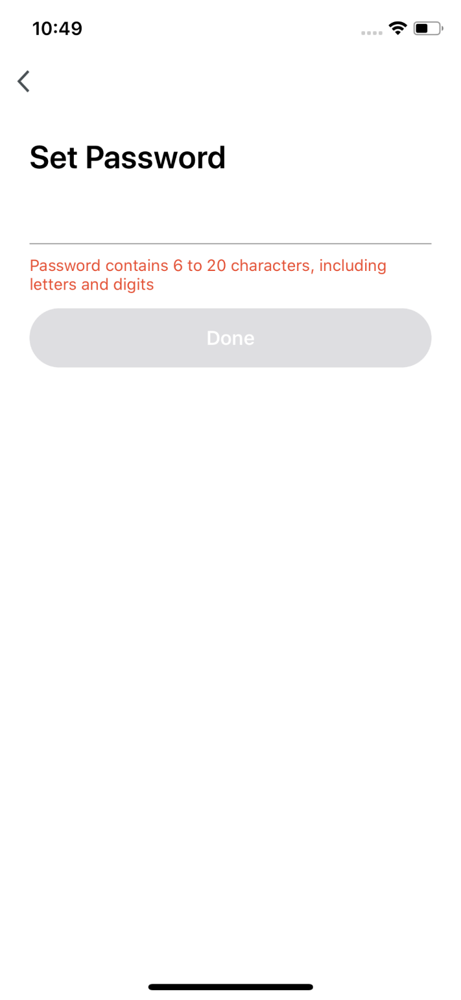 10:49
Set Password
Password contains 6 to 20 characters, including
letters and digits
Done